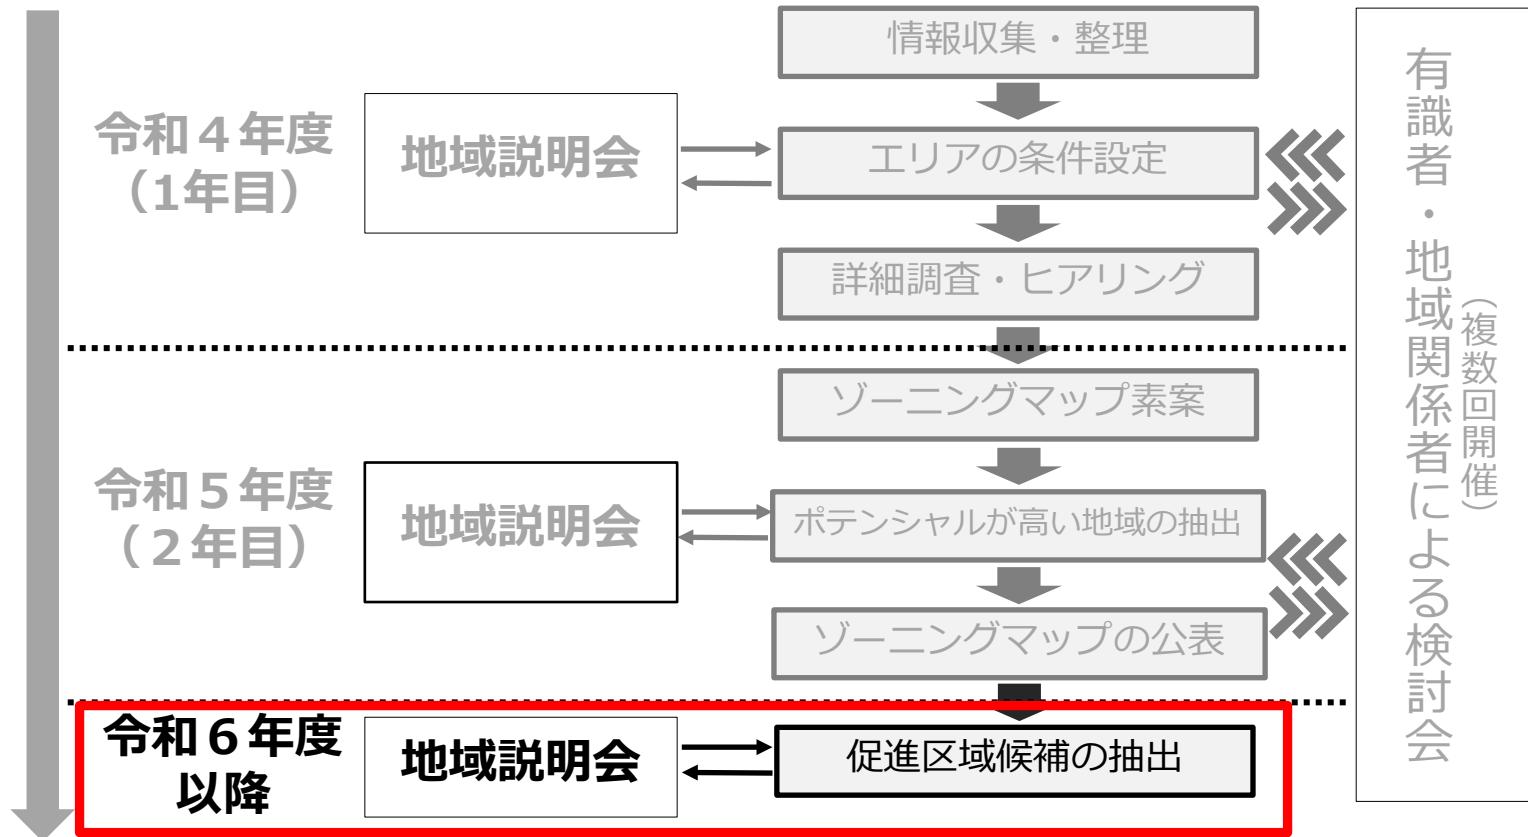 情報収集・整理
令和４年度
（1年目）
地域説明会
エリアの条件設定
詳細調査・ヒアリング
ゾーニングマップ素案
令和５年度
（２年目）
地域説明会
ポテンシャルが高い地域の抽出
ゾーニングマップの公表
令和６年度
以降
地域説明会
促進区域候補の抽出
有識者・地域関係者による検討会
（複数回開催）